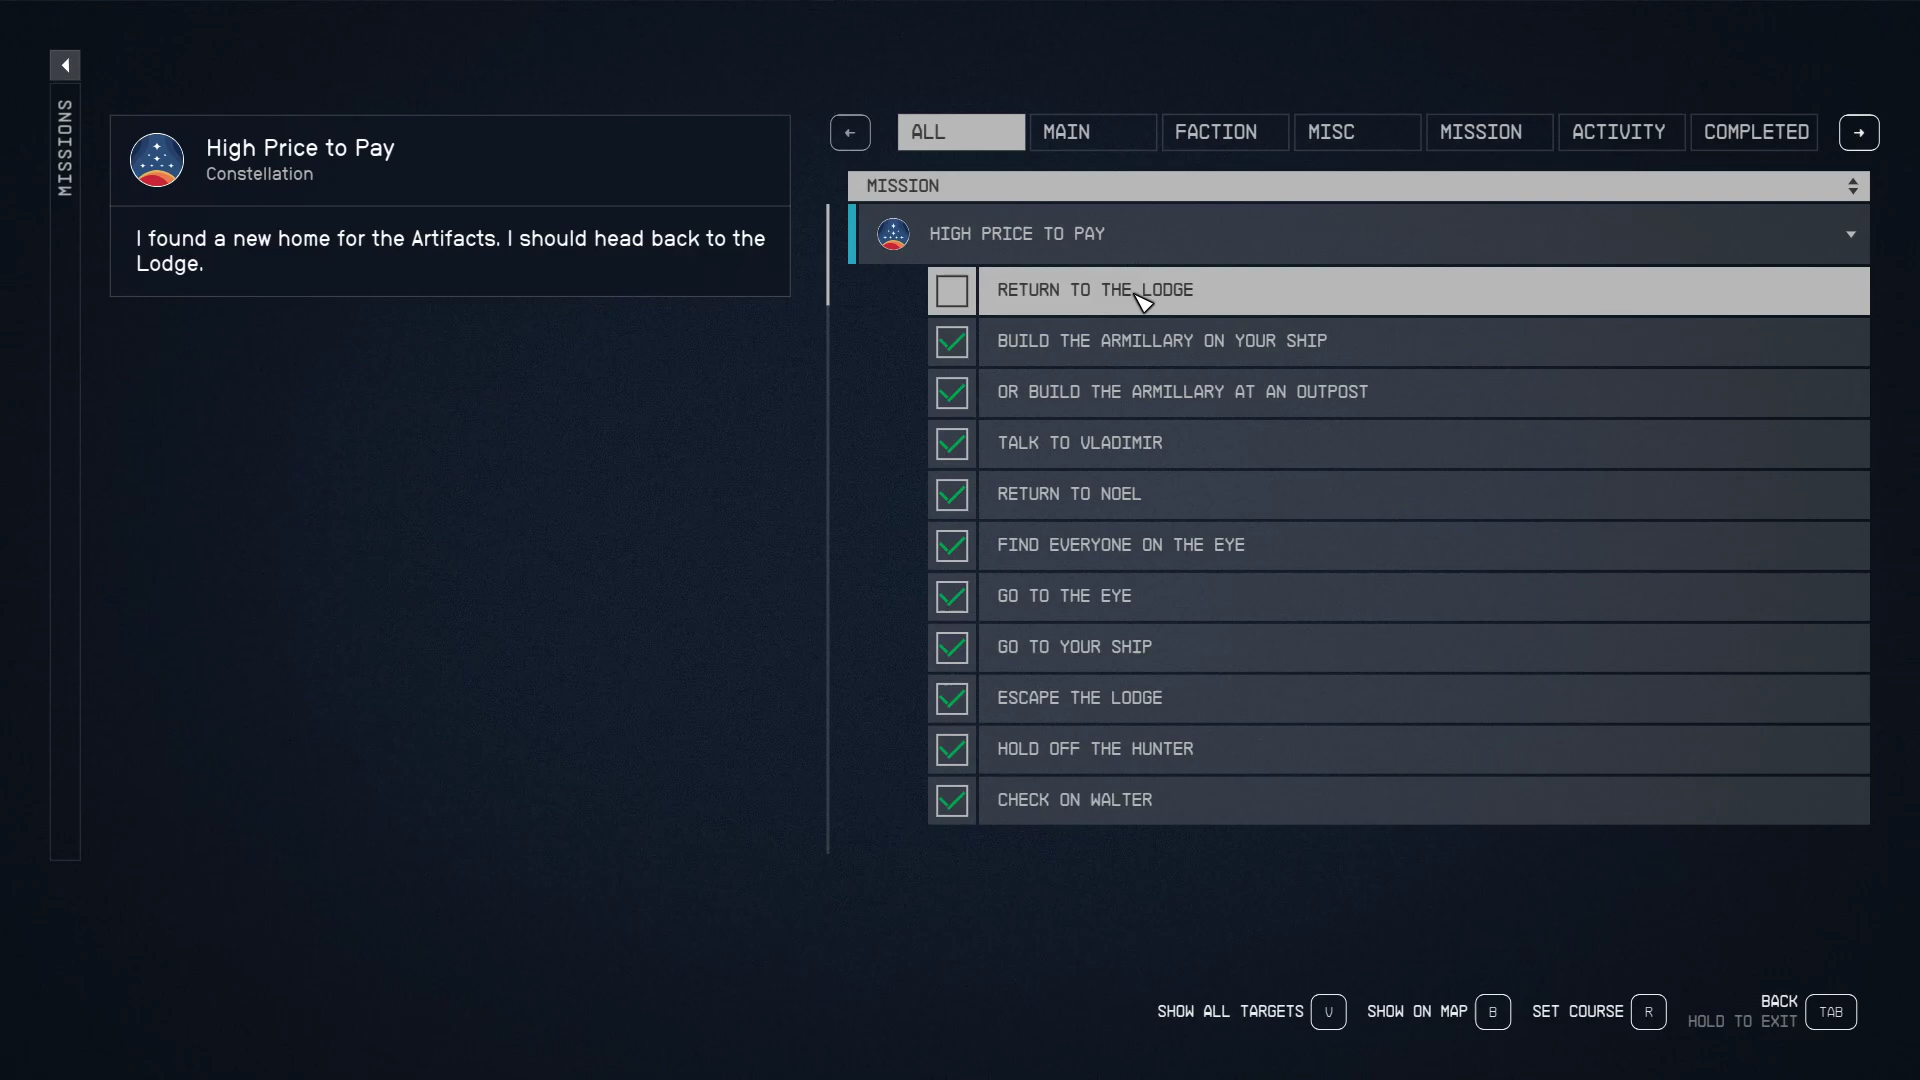 MISSIONS
High Price to Pay
Constellation
I found a new home for the Artifacts. I should head back to the
Lodge.
ALL
MAIN
FACTION
MISC
MISSION
ACTIVITY
COMPLETED
MISSION
HIGH PRICE TO PAY
RETURN TO THE LODGE
BUILD THE ARMILLARY ON YOUR SHIP
OR BUILD THE ARMILLARY AT AN OUTPOST
TALK TO VLADIMIR
RETURN TO NOEL
FIND EVERYONE ON THE EYE
GO TO THE EYE
GO TO YOUR SHIP
ESCAPE THE LODGE
HOLD OFF THE HUNTER
CHECK ON WALTER
SHOW ALL TARGETS V
SHOW ON MAP B
SET COURSE R
BACK
HOLD TO EXIT
TAB